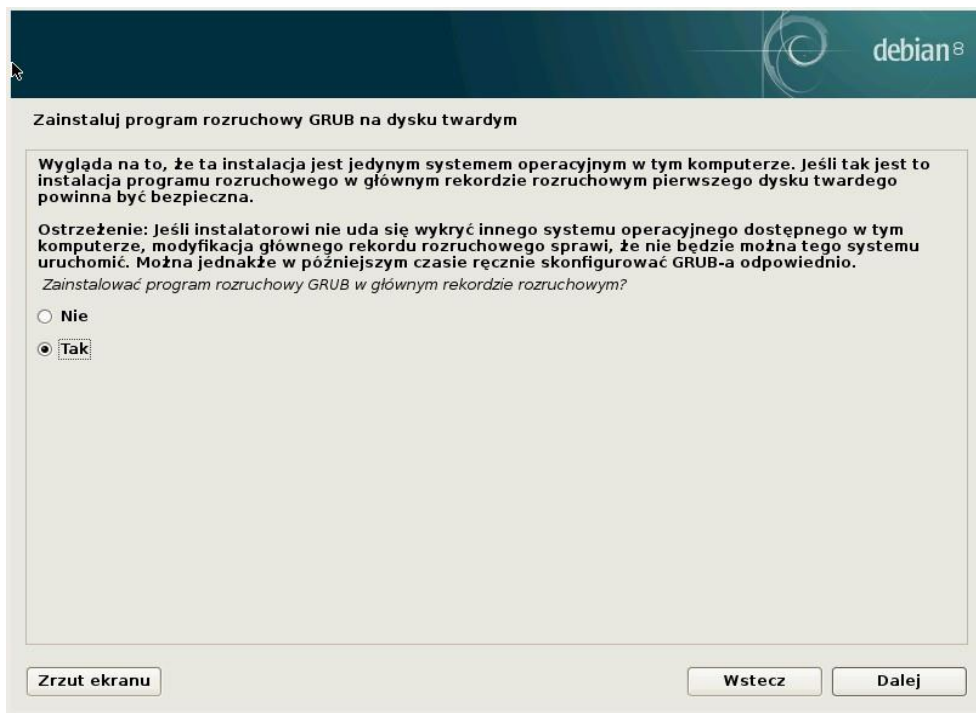 debian 8
Zainstaluj program rozruchowy GRUB na dysku twardym
Wygląda na to, że ta instalacja jest jedynym systemem operacyjnym w tym komputerze. Jeśli tak jest to
instalacja programu rozruchowego w głównym rekordzie rozruchowym pierwszego dysku twardego
powinna być bezpieczna.
Ostrzeżenie: Jeśli instalatorowi nie uda się wykryć innego systemu operacyjnego dostępnego w tym
komputerze, modyfikacja głównego rekordu rozruchowego sprawi, że nie będzie można tego systemu
uruchomić. Można jednakże w późniejszym czasie ręcznie skonfigurować GRUB-a odpowiednio.
Zainstalować program rozruchowy GRUB w głównym rekordzie rozruchowym?
Nie
Tak
Zrzut ekranu
Wstecz
Dalej